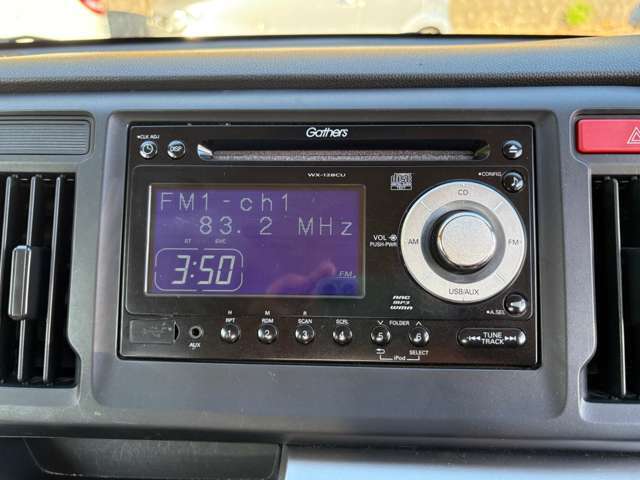 Gathers
CLK ADJ
DISP
WX-128CU
CONFIG.
CD
AM
FM
USB/AUX
VOL
PUSH-PWR
FM1-ch1
83.2 MHz
ST SVC
3:50
FM
disc
AAC
MP3
WMA
A.SEL
AUX
H M R
RPT RDM SCAN SCRL FOLDER
2 3 4 5 6
iPod SELECT
TUNE
TRACK